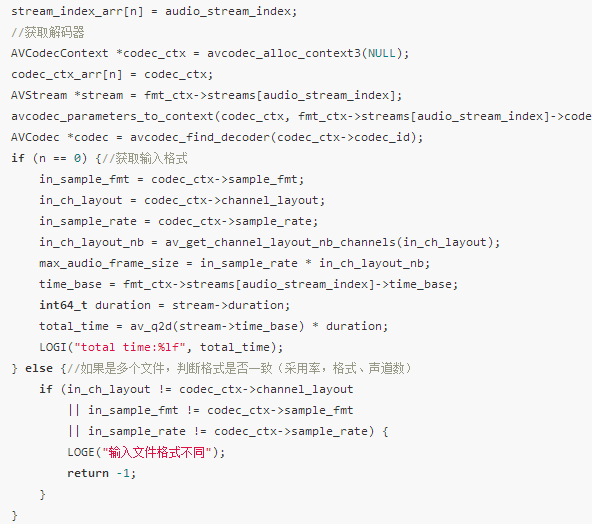 stream_index_arr[n] = audio_stream_index;
//获取解码器
AVCodecContext *codec_ctx = avcodec_alloc_context3(NULL);
codec_ctx_arr[n] = codec_ctx;
AVStream *stream = fmt_ctx->streams[audio_stream_index];
avcodec_parameters_to_context(codec_ctx, fmt_ctx->streams[audio_stream_index]->code
AVCodec *codec = avcodec_find_decoder(codec_ctx->codec_id);
if (n == 0) {//获取输入格式
    in_sample_fmt = codec_ctx->sample_fmt;
    in_ch_layout = codec_ctx->channel_layout;
    in_sample_rate = codec_ctx->sample_rate;
    in_ch_layout_nb = av_get_channel_layout_nb_channels(in_ch_layout);
    max_audio_frame_size = in_sample_rate * in_ch_layout_nb;
    time_base = fmt_ctx->streams[audio_stream_index]->time_base;
    int64_t duration = stream->duration;
    total_time = av_q2d(stream->time_base) * duration;
    LOGI("total time:%lf", total_time);
} else {//如果是多个文件，判断格式是否一致（采用率，格式、声道数）
    if (in_ch_layout != codec_ctx->channel_layout
        || in_sample_fmt != codec_ctx->sample_fmt
        || in_sample_rate != codec_ctx->sample_rate) {
        LOGE("输入文件格式不同");
        return -1;
    }
}